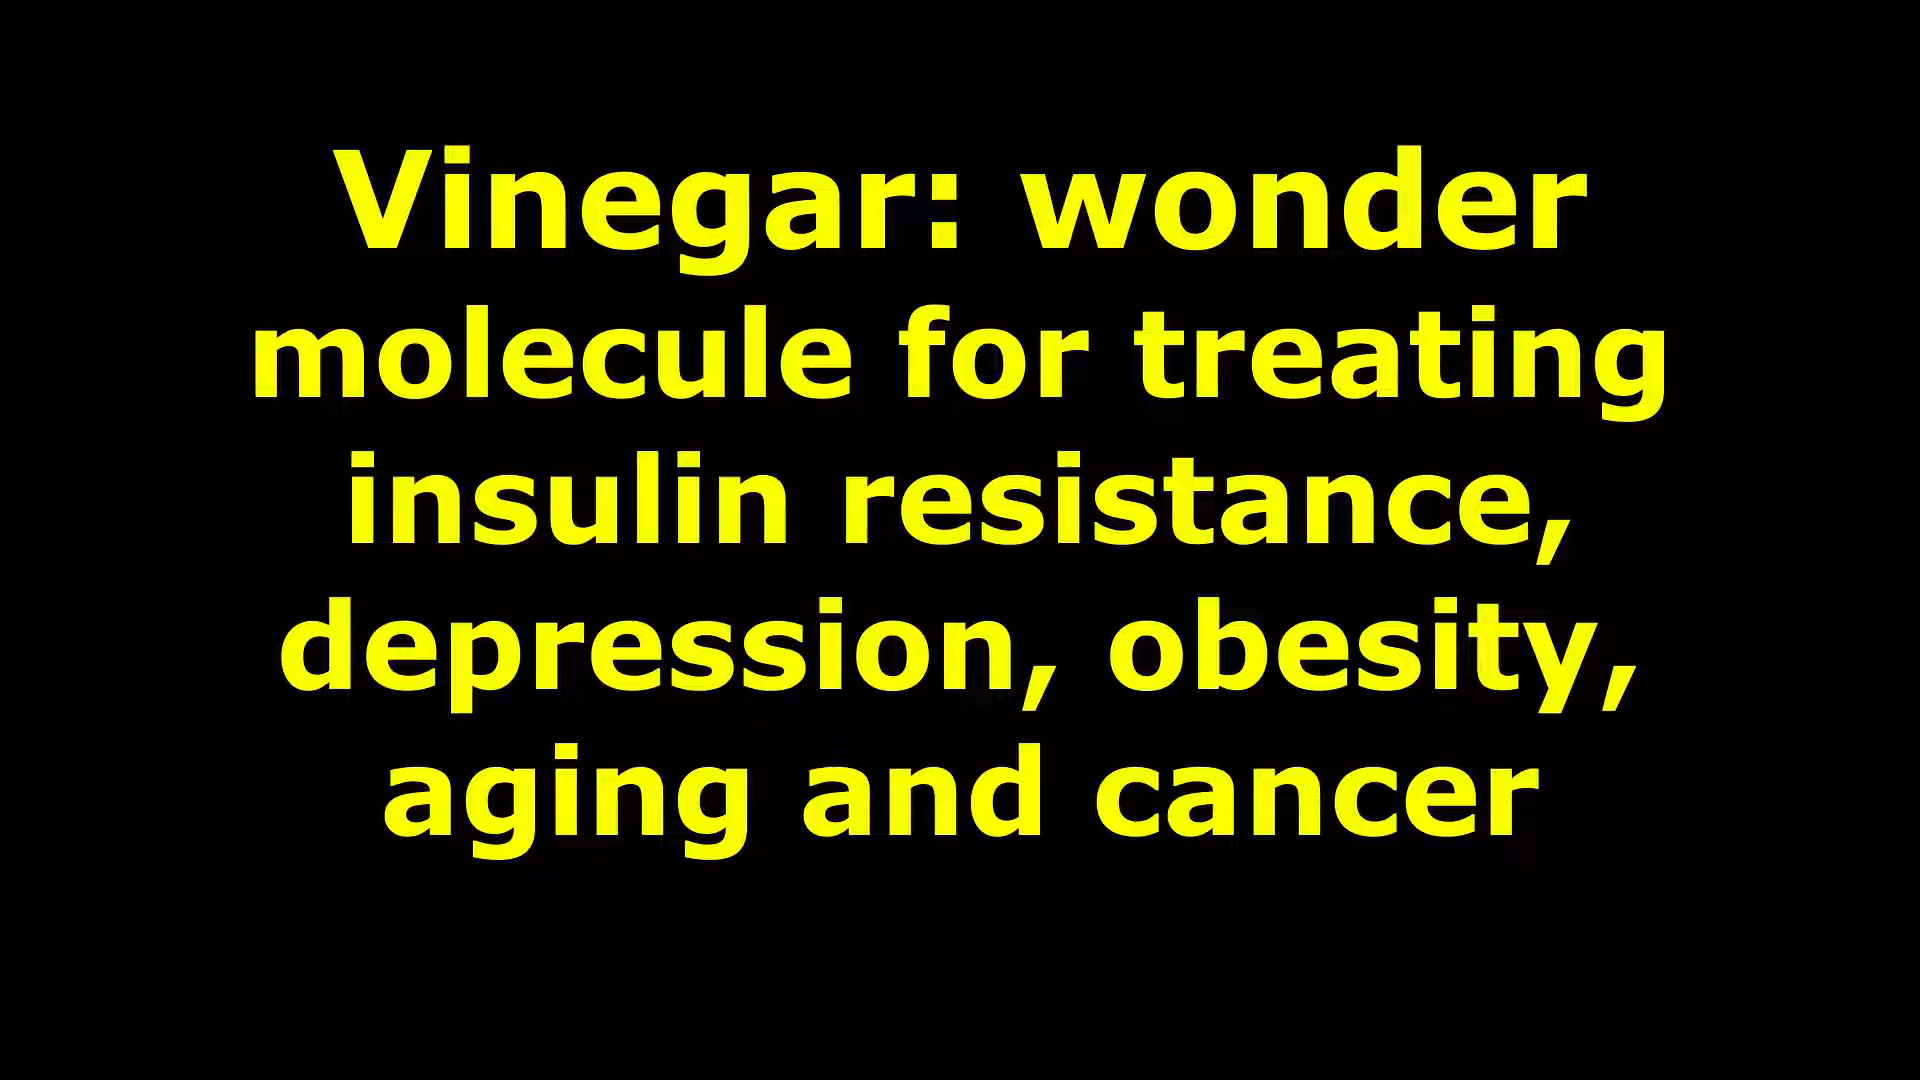 Vinegar: wonder
molecule for treating
insulin resistance,
depression, obesity,
aging and cancer